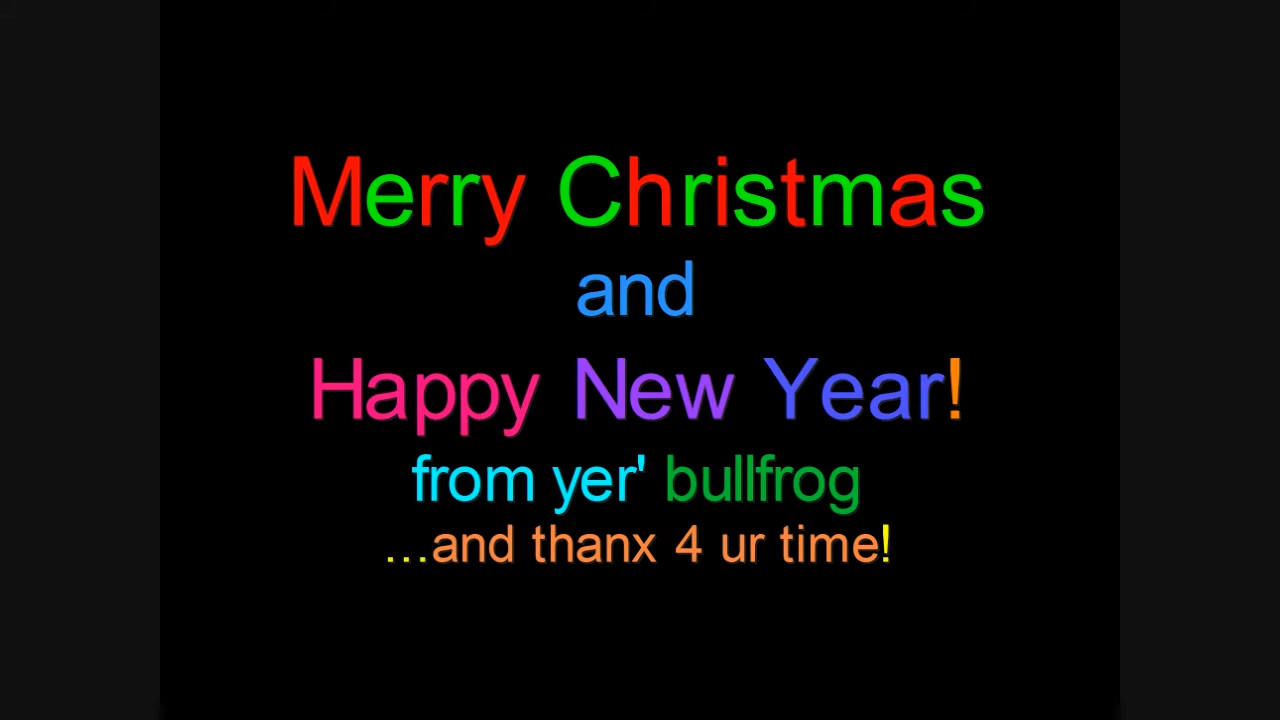 Merry Christmas
and
Happy New Year!
from yer' bullfrog
...and thanx 4 ur time!